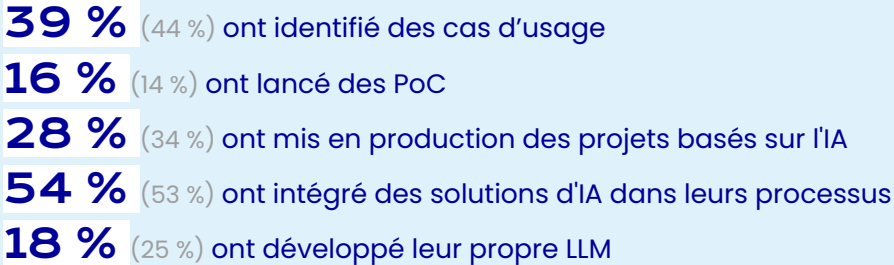 39 % (44 %) ont identifié des cas d’usage
16 % (14 %) ont lancé des PoC
28 % (34 %) ont mis en production des projets basés sur l'IA
54 % (53 %) ont intégré des solutions d'IA dans leurs processus
18 % (25 %) ont développé leur propre LLM